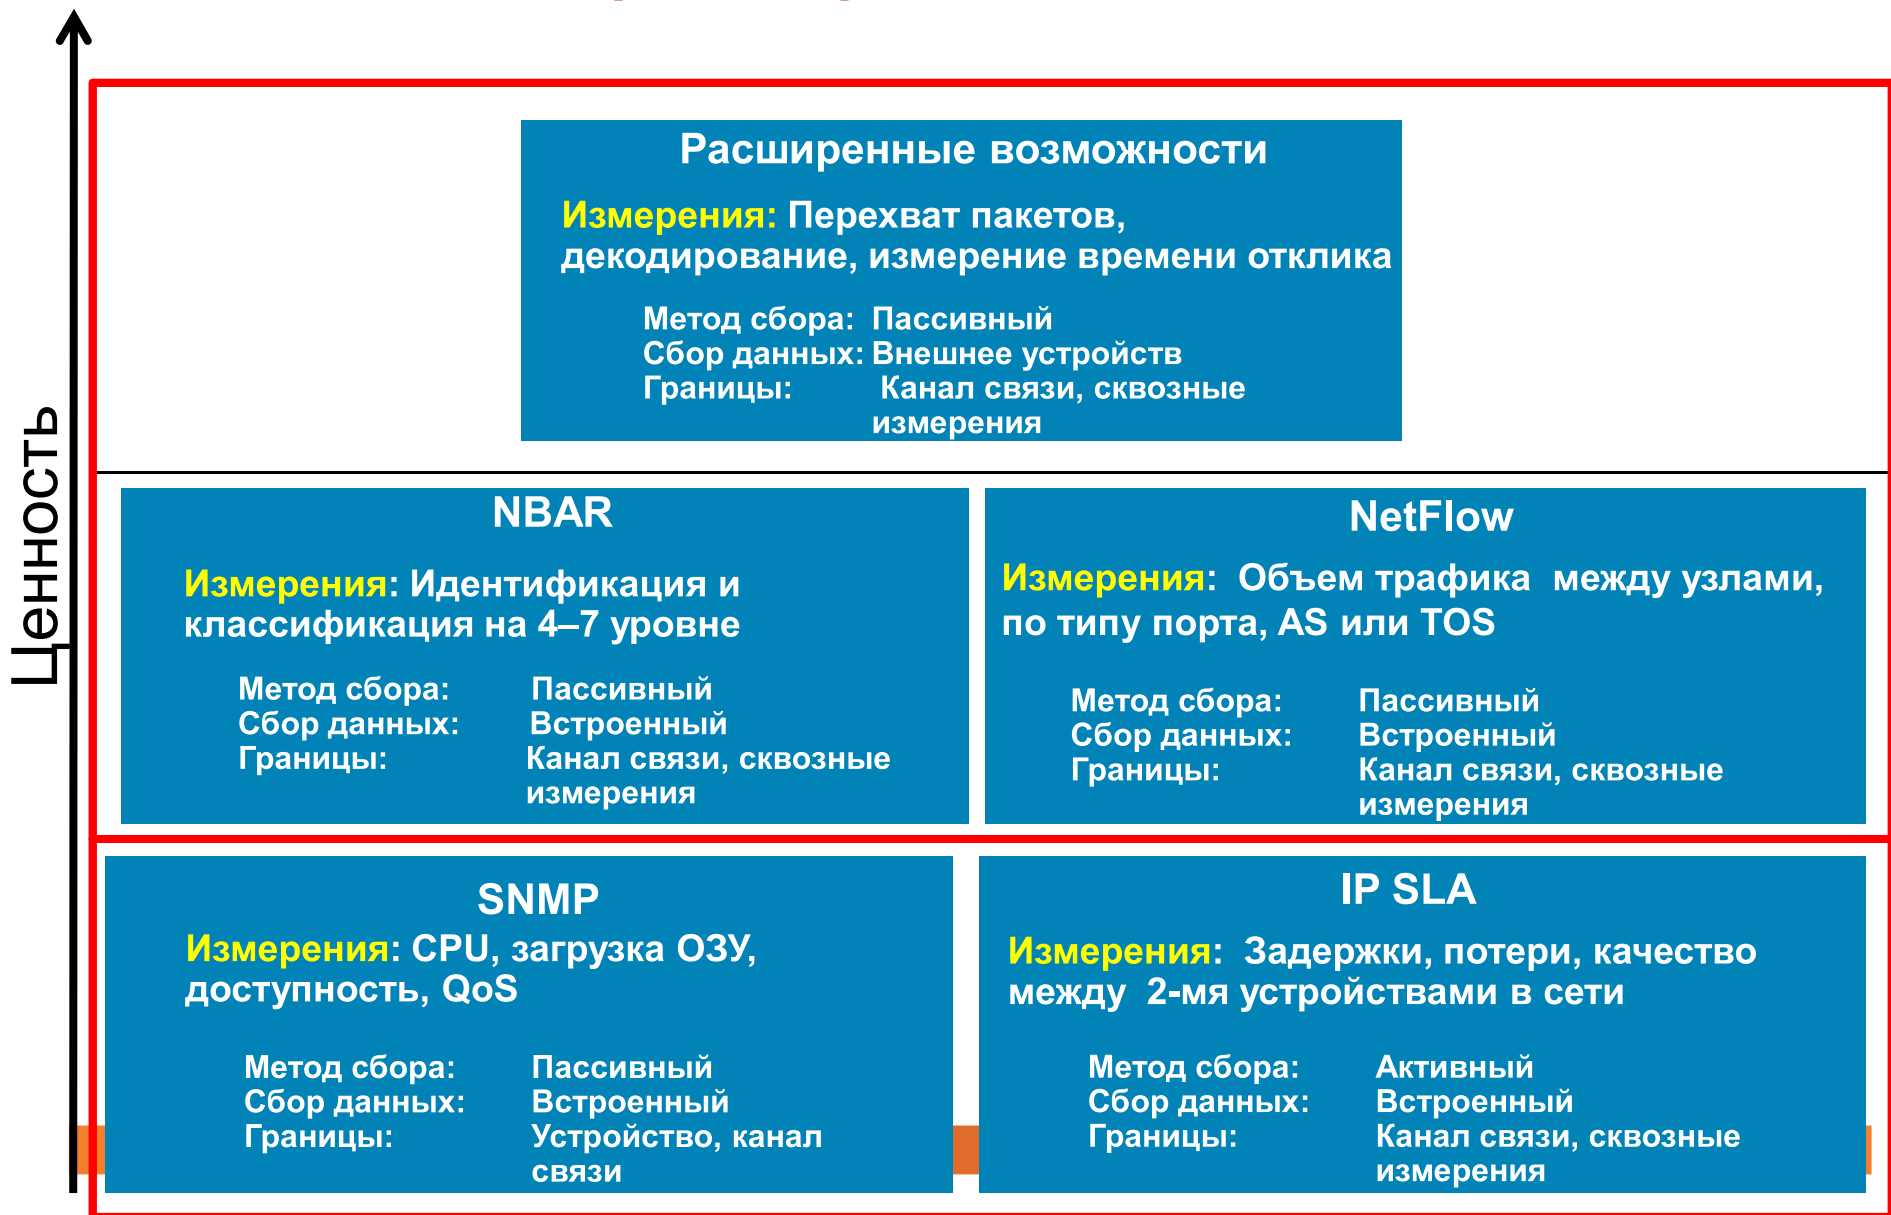 Ценность
Расширенные возможности
Измерения: Перехват пакетов,
декодирование, измерение времени отклика
Метод сбора: Пассивный
Сбор данных: Внешнее устройств
Границы: Канал связи, сквозные
измерения
NBAR
Измерения: Идентификация и
классификация на 4–7 уровне
Метод сбора: Пассивный
Сбор данных: Встроенный
Границы: Канал связи, сквозные
измерения
NetFlow
Измерения: Объем трафика между узлами,
по типу порта, AS или TOS
Метод сбора: Пассивный
Сбор данных: Встроенный
Границы: Канал связи, сквозные
измерения
SNMP
Измерения: CPU, загрузка ОЗУ,
доступность, QoS
Метод сбора: Пассивный
Сбор данных: Встроенный
Границы: Устройство, канал
связи
IP SLA
Измерения: Задержки, потери, качество
между 2-мя устройствами в сети
Метод сбора: Активный
Сбор данных: Встроенный
Границы: Канал связи, сквозные
измерения